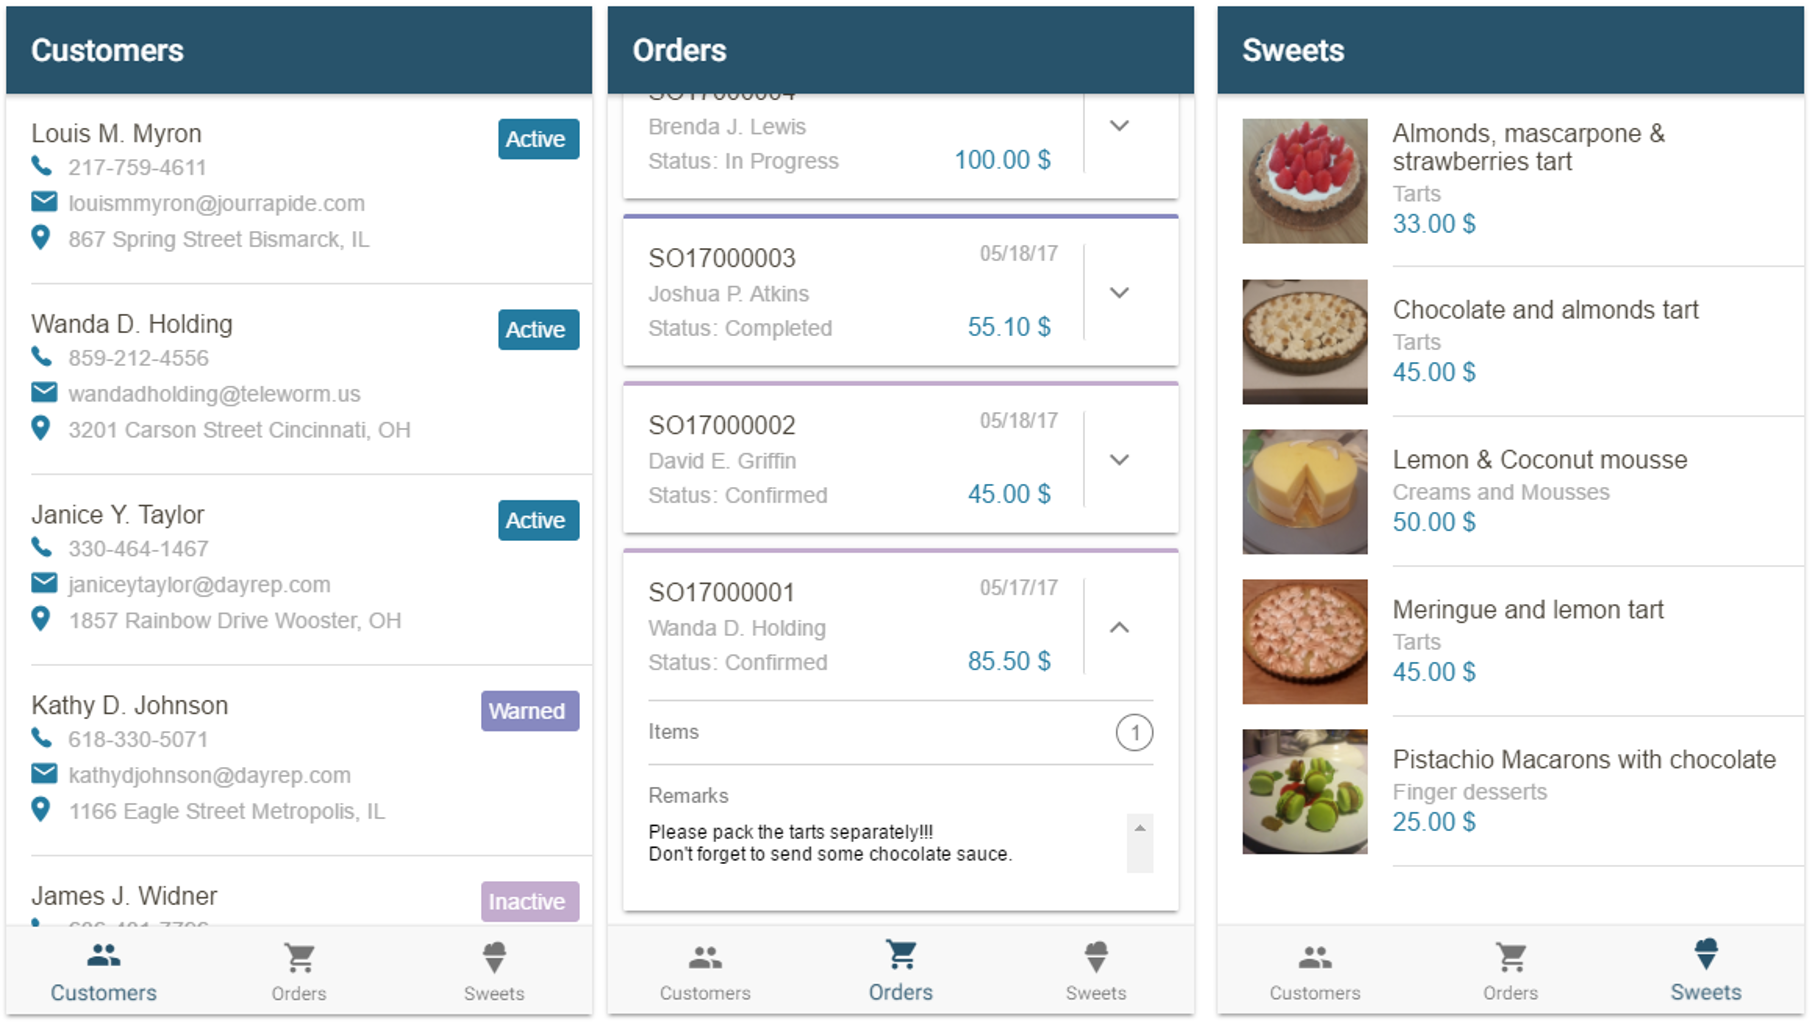 Customers
Louis M. Myron
Active
217-759-4611
louismmyron@jourrapide.com
867 Spring Street Bismarck, IL
Wanda D. Holding
Active
859-212-4556
wandadholding@teleworm.us
3201 Carson Street Cincinnati, OH
Janice Y. Taylor
Active
330-464-1467
janiceytaylor@dayrep.com
1857 Rainbow Drive Wooster, OH
Kathy D. Johnson
Warned
618-330-5071
kathydjohnson@dayrep.com
1166 Eagle Street Metropolis, IL
James J. Widner
Inactive
Customers
Orders
Sweets
Orders
SO17000004
Brenda J. Lewis
Status: In Progress
100.00 $
SO17000003
05/18/17
Joshua P. Atkins
Status: Completed
55.10 $
SO17000002
05/18/17
David E. Griffin
Status: Confirmed
45.00 $
SO17000001
05/17/17
Wanda D. Holding
Status: Confirmed
85.50 $
Items
1
Remarks
Please pack the tarts separately!!!
Don't forget to send some chocolate sauce.
Customers
Orders
Sweets
Sweets
Almonds, mascarpone &
strawberries tart
Tarts
33.00 $
Chocolate and almonds tart
Tarts
45.00 $
Lemon & Coconut mousse
Creams and Mousses
50.00 $
Meringue and lemon tart
Tarts
45.00 $
Pistachio Macarons with chocolate
Finger desserts
25.00 $
Customers
Orders
Sweets